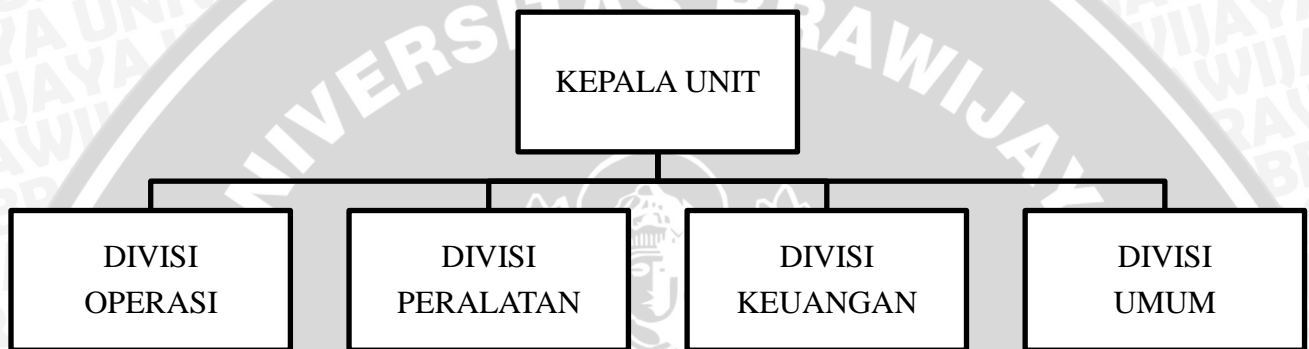 KEPALA UNIT
DIVISI
OPERASI
DIVISI
PERALATAN
DIVISI
KEUANGAN
DIVISI
UMUM